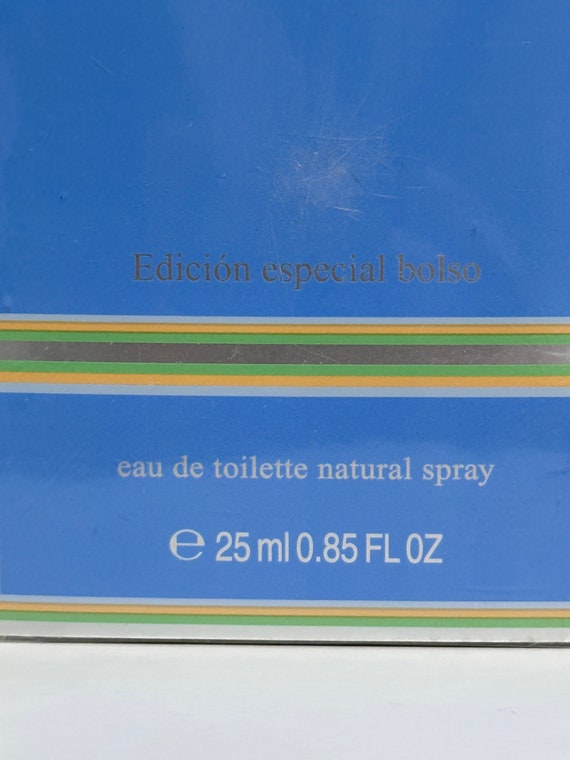 Edición especial bolso
eau de toilette natural spray
℮ 25 ml 0.85 FL OZ